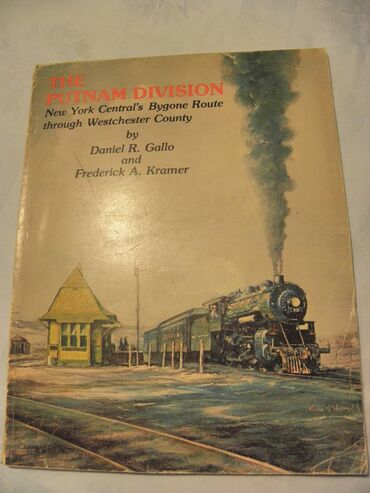 THE
PUTNAM DIVISION
New York Central's Bygone Route
through Westchester County
by
Daniel R. Gallo
and
Frederick A. Kramer